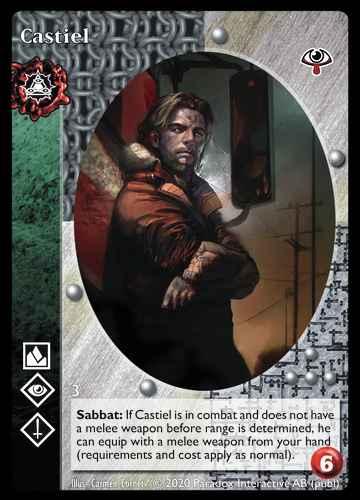 Castiel
3
Sabbat: If Castiel is in combat and does not have
a melee weapon before range is determined, he
can equip with a melee weapon from your hand
(requirements and cost apply as normal).
6
Illus: Carmen Cornet © 2020 Paradox Interactive AB (publ)